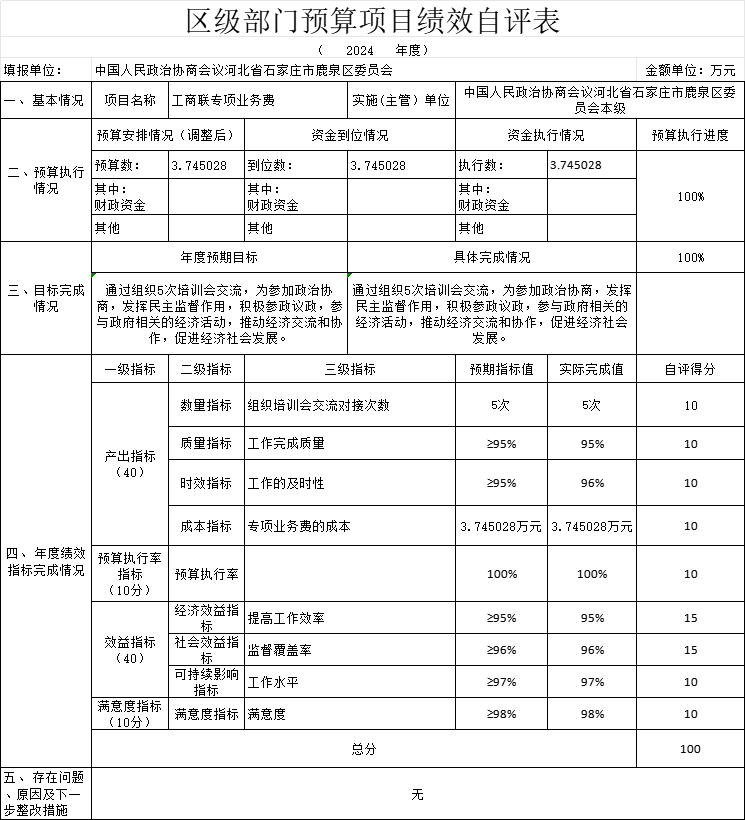 区级部门预算项目绩效自评表
（ 2024 年度）
填报单位： 中国人民政治协商会议河北省石家庄市鹿泉区委员会 金额单位：万元
一、基本情况 项目名称 工商联专项业务费 实施(主管）单位 中国人民政治协商会议河北省石家庄市鹿泉区委
员会本级
二、预算执行
情况
预算安排情况（调整后） 资金到位情况 资金执行情况 预算执行进度
预算数： 3.745028 到位数： 3.745028 执行数： 3.745028 100%
其中：
财政资金
其中：
财政资金
其中：
财政资金
其他 其他 其他
三、目标完成
情况
年度预期目标 具体完成情况 100%
通过组织5次培训会交流，为参加政治协
商，发挥民主监督作用，积极参政议政，参
与政府相关的经济活动，推动经济交流和协
作，促进经济社会发展。
通过组织5次培训会交流，为参加政治协商，发挥
民主监督作用，积极参政议政，参与政府相关的
经济活动，推动经济交流和协作，促进经济社会
发展。
四、年度绩效
指标完成情况
一级指标 二级指标 三级指标 预期指标值 实际完成值 自评得分
产出指标
（40）
数量指标 组织培训会交流对接次数 5次 5次 10
质量指标 工作完成质量 ≥95% 95% 10
时效指标 工作的及时性 ≥95% 96% 10
成本指标 专项业务费的成本 3.745028万元 3.745028万元 10
预算执行率
指标
（10分）
预算执行率 100% 100% 10
效益指标
（40）
经济效益指
标
提高工作效率 ≥95% 95% 15
社会效益指
标
监督覆盖率 ≥96% 96% 15
可持续影响
指标
工作水平 ≥97% 97% 10
满意度指标
（10分）
满意度指标 满意度 ≥98% 98% 10
总分 100
五、存在问题
、原因及下一
步整改措施
无